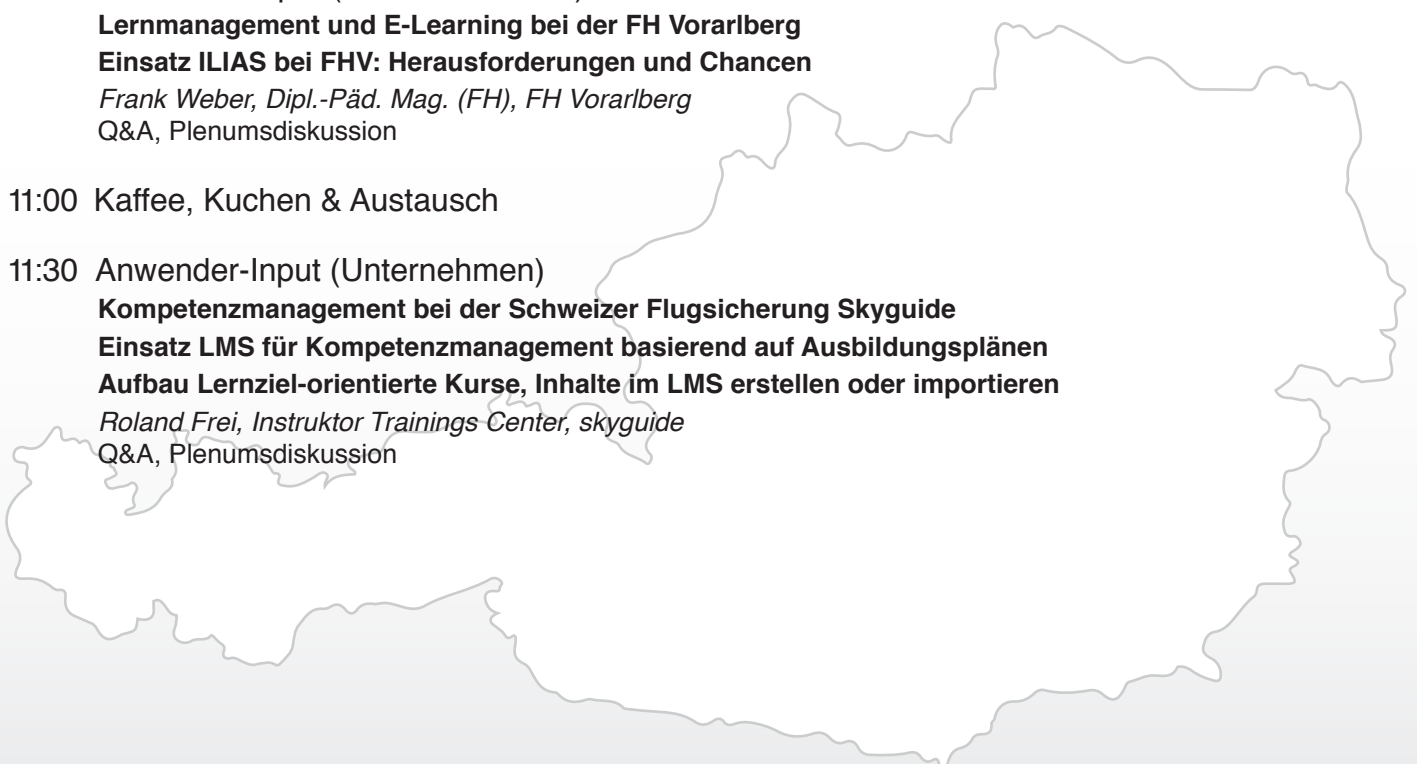 Lernmanagement und E-Learning bei der FH Vorarlberg
Einsatz ILIAS bei FHV: Herausforderungen und Chancen
Frank Weber, Dipl.-Päd. Mag. (FH), FH Vorarlberg
Q&A, Plenumsdiskussion
11:00 Kaffee, Kuchen & Austausch
11:30 Anwender-Input (Unternehmen)
Kompetenzmanagement bei der Schweizer Flugsicherung Skyguide
Einsatz LMS für Kompetenzmanagement basierend auf Ausbildungsplänen
Aufbau Lernziel-orientierte Kurse, Inhalte im LMS erstellen oder importieren
Roland Frei, Instruktor Trainings Center, skyguide
Q&A, Plenumsdiskussion